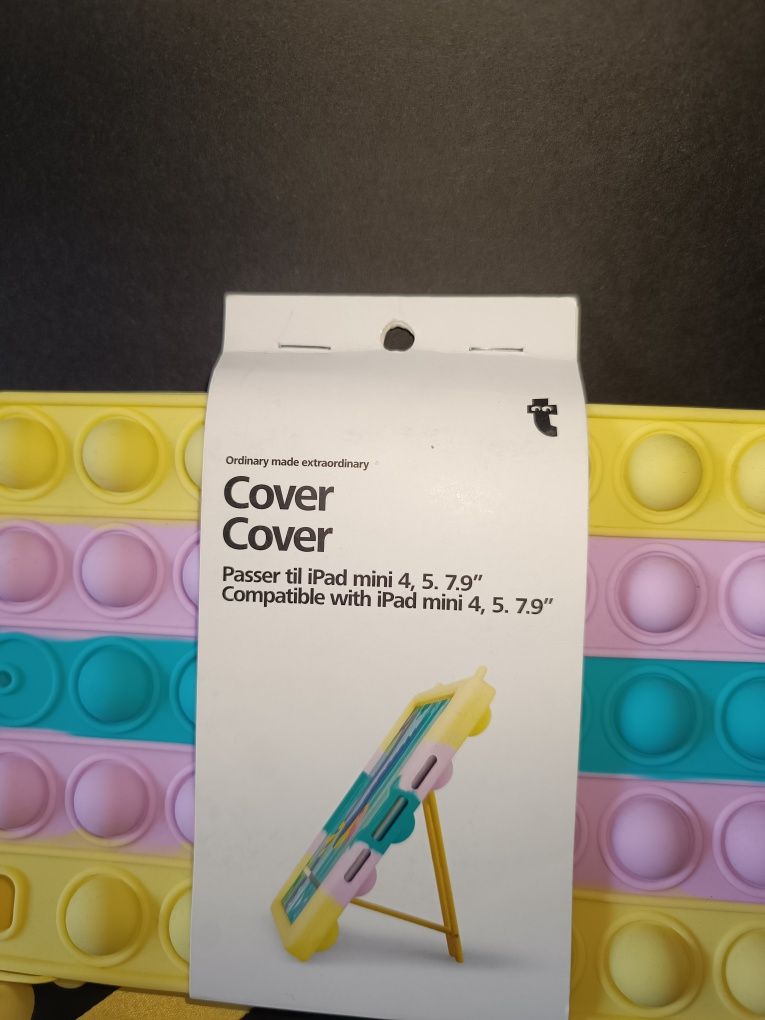 Ordinary made extraordinary
Cover
Cover
Passer til iPad mini 4, 5. 7.9"
Compatible with iPad mini 4, 5. 7.9"